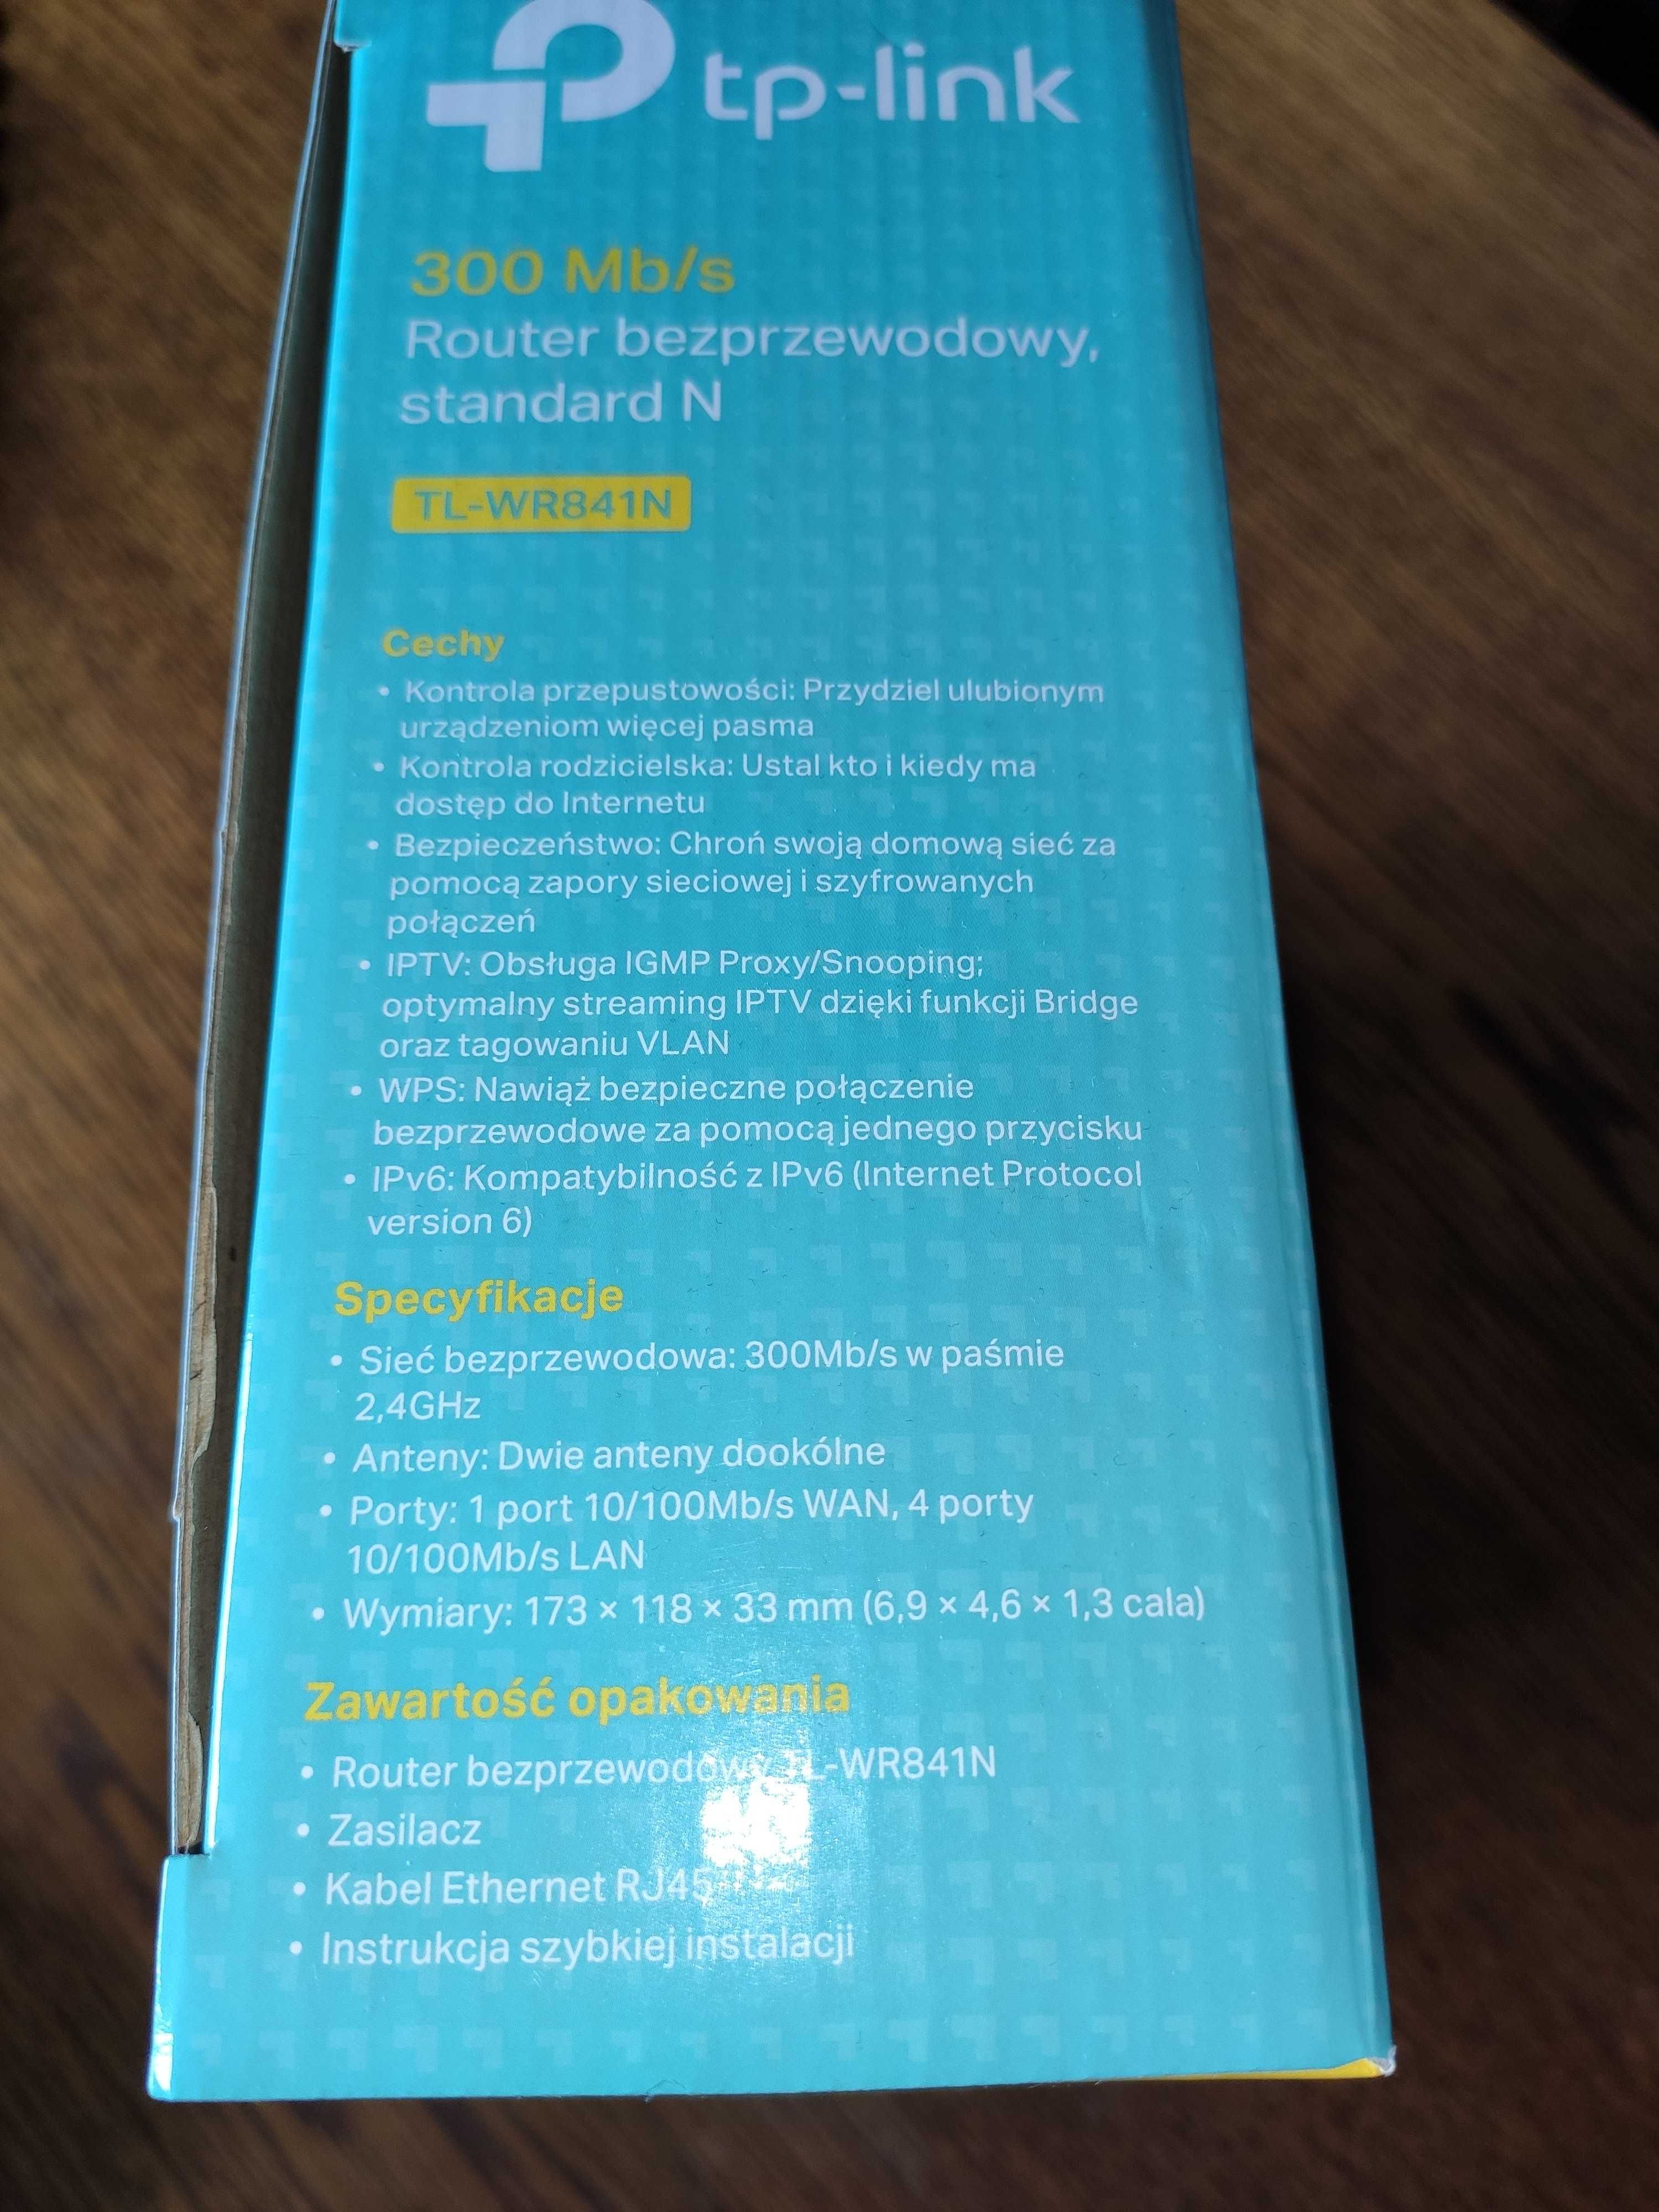 tp-link
300 Mb/s
Router bezprzewodowy,
standard N
TL-WR841N
Cechy
• Kontrola przepustowości: Przydziel ulubionym
urządzeniom więcej pasma
• Kontrola rodzicielska: Ustal kto i kiedy ma
dostęp do Internetu
• Bezpieczeństwo: Chroń swoją domową sieć za
pomocą zapory sieciowej i szyfrowanych
połączeń
• IPTV: Obsługa IGMP Proxy/Snooping;
optymalny streaming IPTV dzięki funkcji Bridge
oraz tagowaniu VLAN
• WPS: Nawiąż bezpieczne połączenie
bezprzewodowe za pomocą jednego przycisku
• IPv6: Kompatybilność z IPv6 (Internet Protocol
version 6)
Specyfikacje
• Sieć bezprzewodowa: 300Mb/s w paśmie
2,4GHz
• Anteny: Dwie anteny dookólne
• Porty: 1 port 10/100Mb/s WAN, 4 porty
10/100Mb/s LAN
• Wymiary: 173 × 118 × 33 mm (6,9 × 4,6 × 1,3 cala)
Zawartość opakowania
• Router bezprzewodowy TL-WR841N
• Zasilacz
• Kabel Ethernet RJ45
• Instrukcja szybkiej instalacji